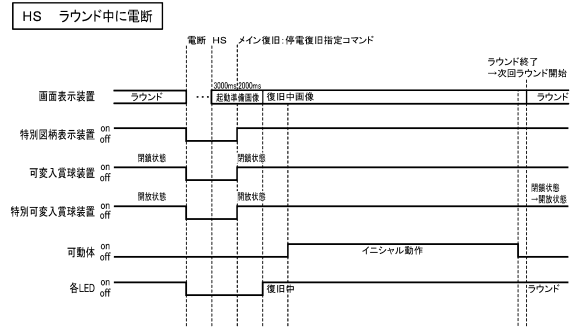 HS ラウンド中に電断
電断 HS メイン復旧：停電復旧指定コマンド
ラウンド終了
→次回ラウンド開始
3000ms 2000ms
画面表示装置 ラウンド ･･･ 起動準備画像 復旧中画像 ラウンド
特別図柄表示装置 on
off
可変入賞球装置 on
off
閉鎖状態 閉鎖状態
特別可変入賞球装置 on
off
開放状態 開放状態
閉鎖状態
→開放状態
可動体 on
off
イニシャル動作
各LED on
off
復旧中 ラウンド